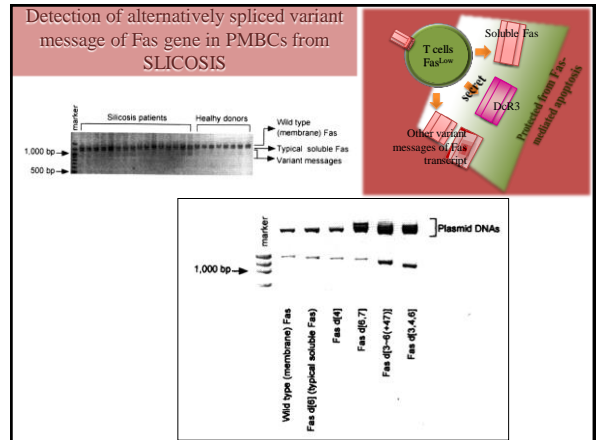 Detection of alternatively spliced variant
message of Fas gene in PMBCs from
SLICOSIS
marker
Silicosis patients
Healhy donors
Wild type
(membrane) Fas
Typical soluble Fas
Variant messages
1,000 bp
500 bp
T cells
Fas^Low
Soluble Fas
secret
DcR3
Other variant
messages of Fas
transcript
Protected from Fas-
mediated apoptosis
marker
Plasmid DNAs
1,000 bp
Wild type (membrane) Fas
Fas d[6] (typical soluble Fas)
Fas d[4]
Fas d[6,7]
Fas d[3~6(+47)]
Fas d[3,4,6]